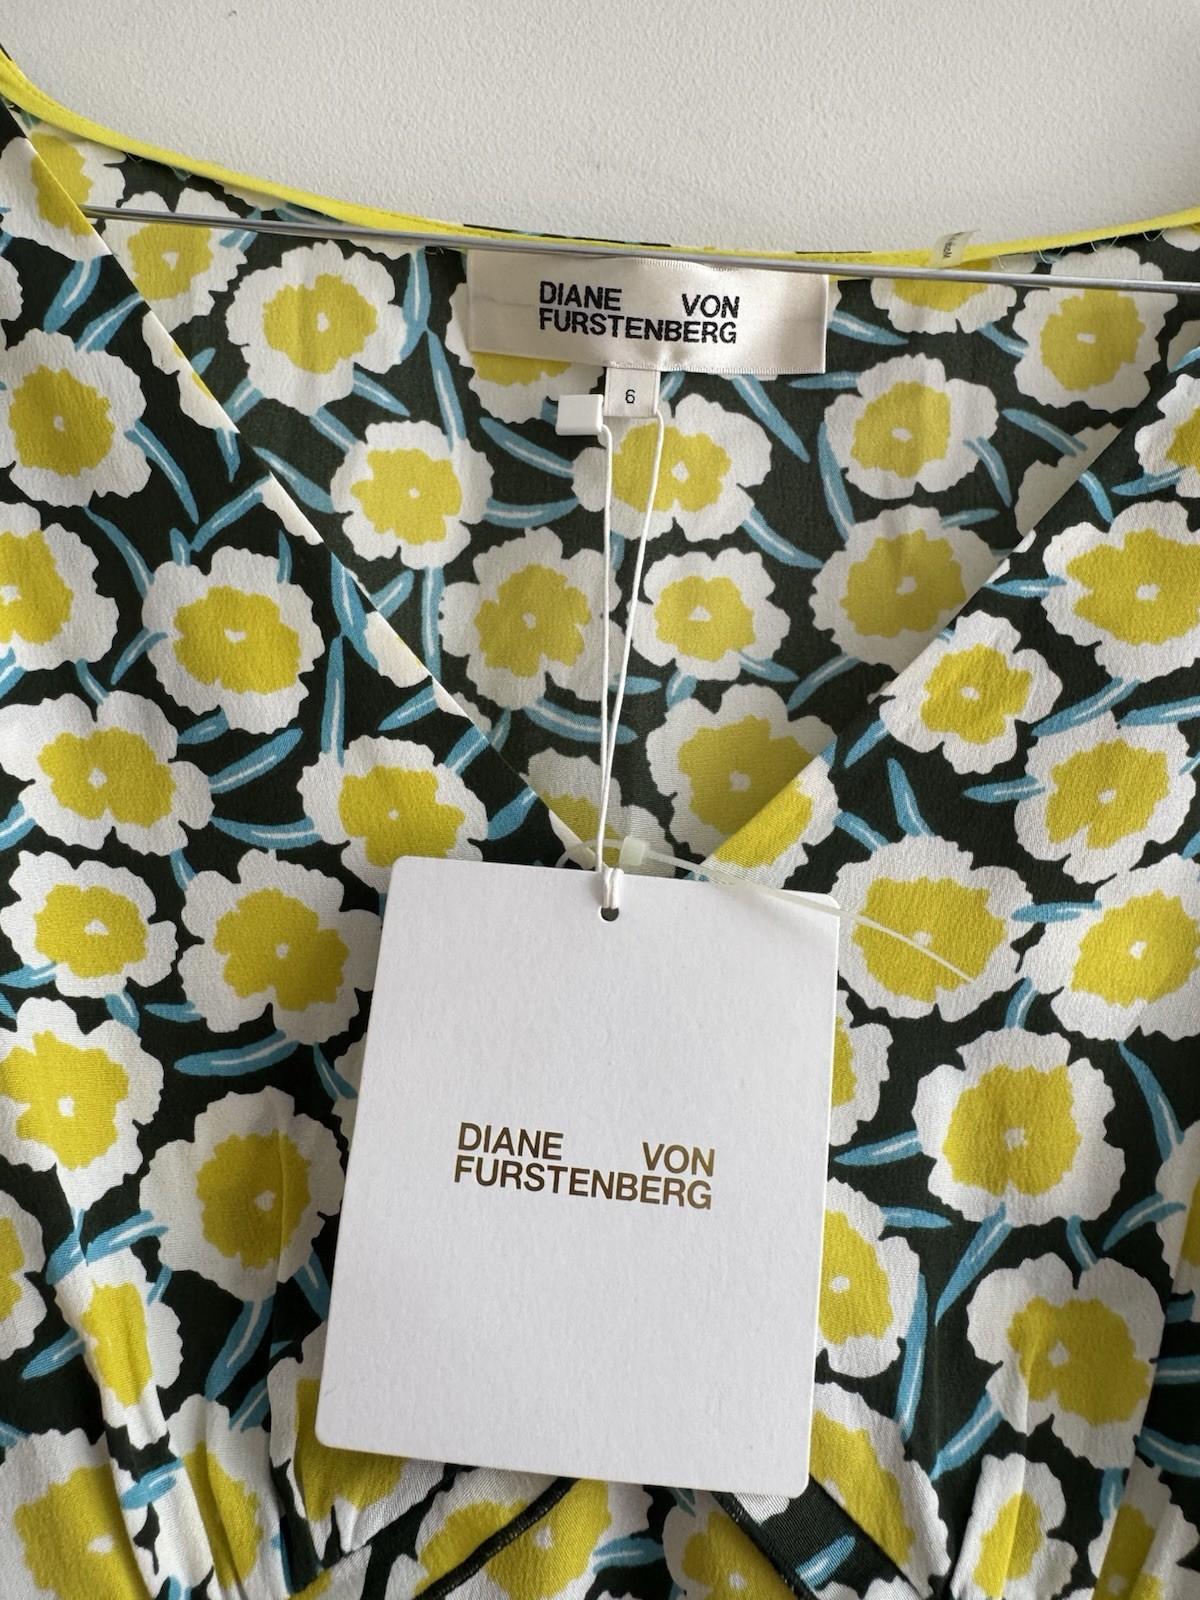 DIANE VON
FURSTENBERG
6
DIANE VON
FURSTENBERG